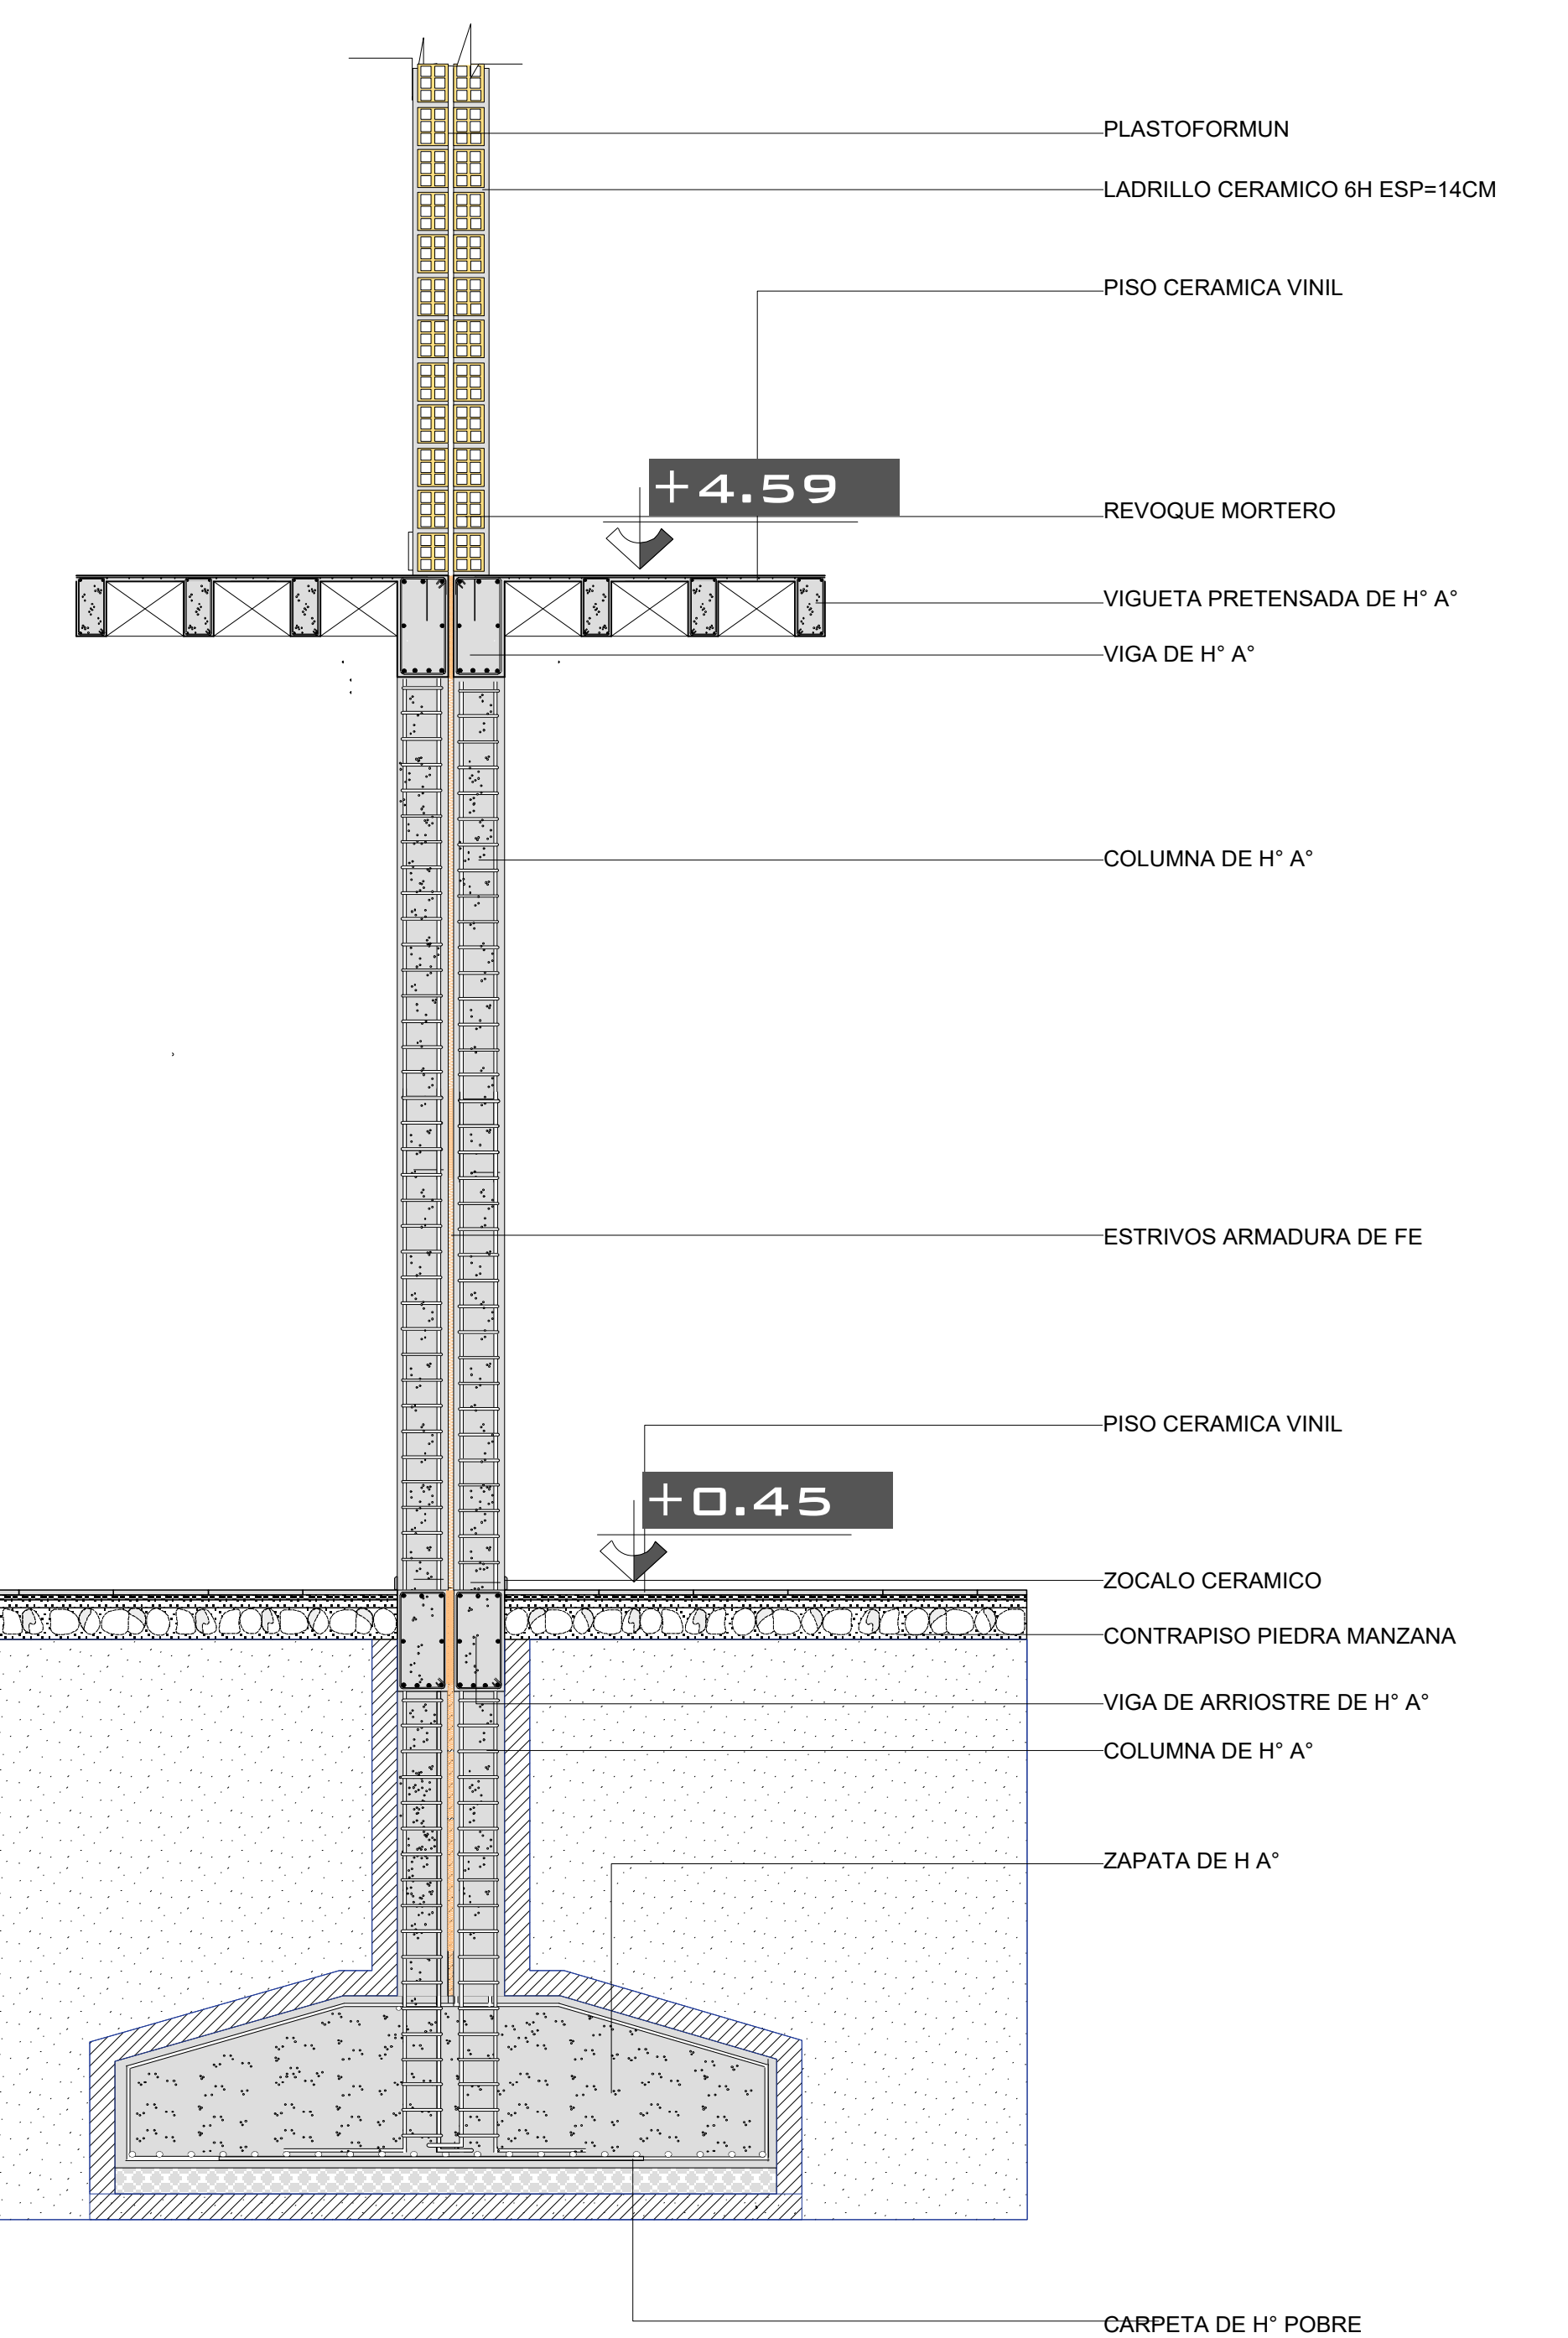 PLASTOFORMUN
LADRILLO CERAMICO 6H ESP=14CM
PISO CERAMICA VINIL
+4.59
REVOQUE MORTERO
VIGUETA PRETENSADA DE H° A°
VIGA DE H° A°
COLUMNA DE H° A°
ESTRIVOS ARMADURA DE FE
PISO CERAMICA VINIL
+0.45
ZOCALO CERAMICO
CONTRAPISO PIEDRA MANZANA
VIGA DE ARRIOSTRE DE H° A°
COLUMNA DE H° A°
ZAPATA DE H A°
CARPETA DE H° POBRE